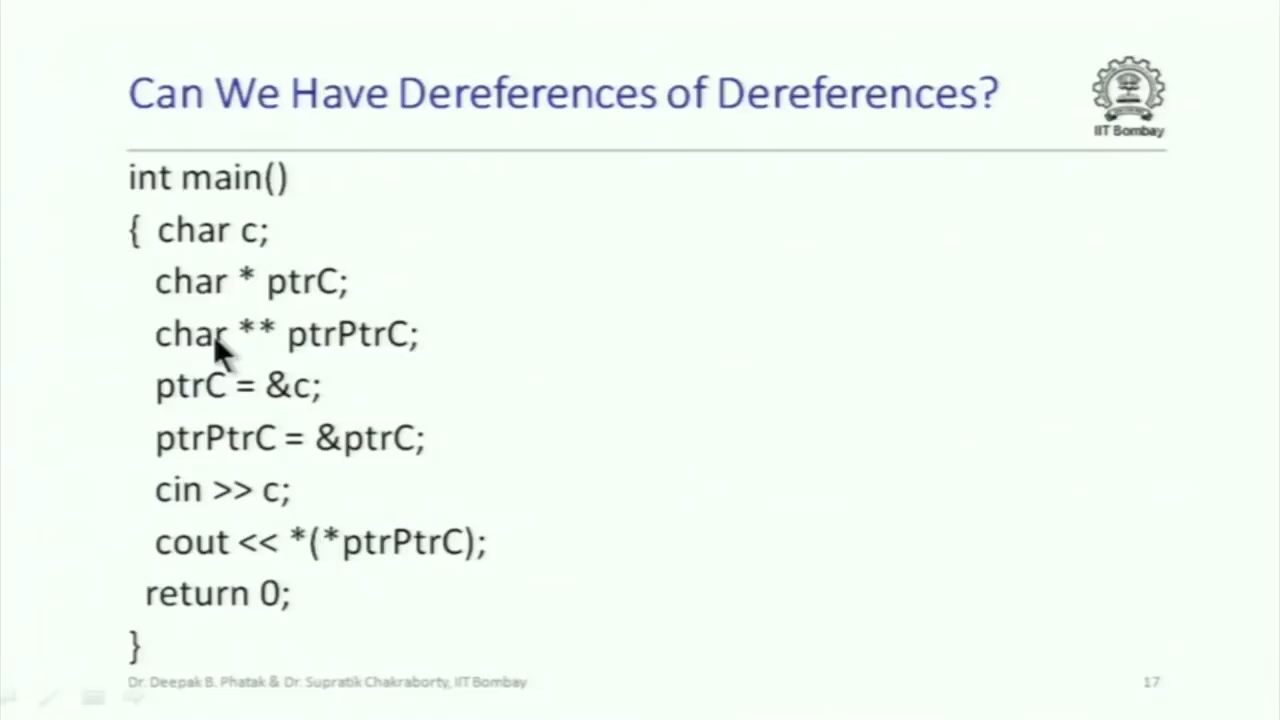 Can We Have Dereferences of Dereferences?
IIT Bombay
int main()
{ char c;
char * ptrC;
char ** ptrPtrC;
ptrC = &c;
ptrPtrC = &ptrC;
cin >> c;
cout << *(*ptrPtrC);
return 0;
}
Dr. Deepak B. Phatak & Dr. Supratik Chakraborty, IIT Bombay
17